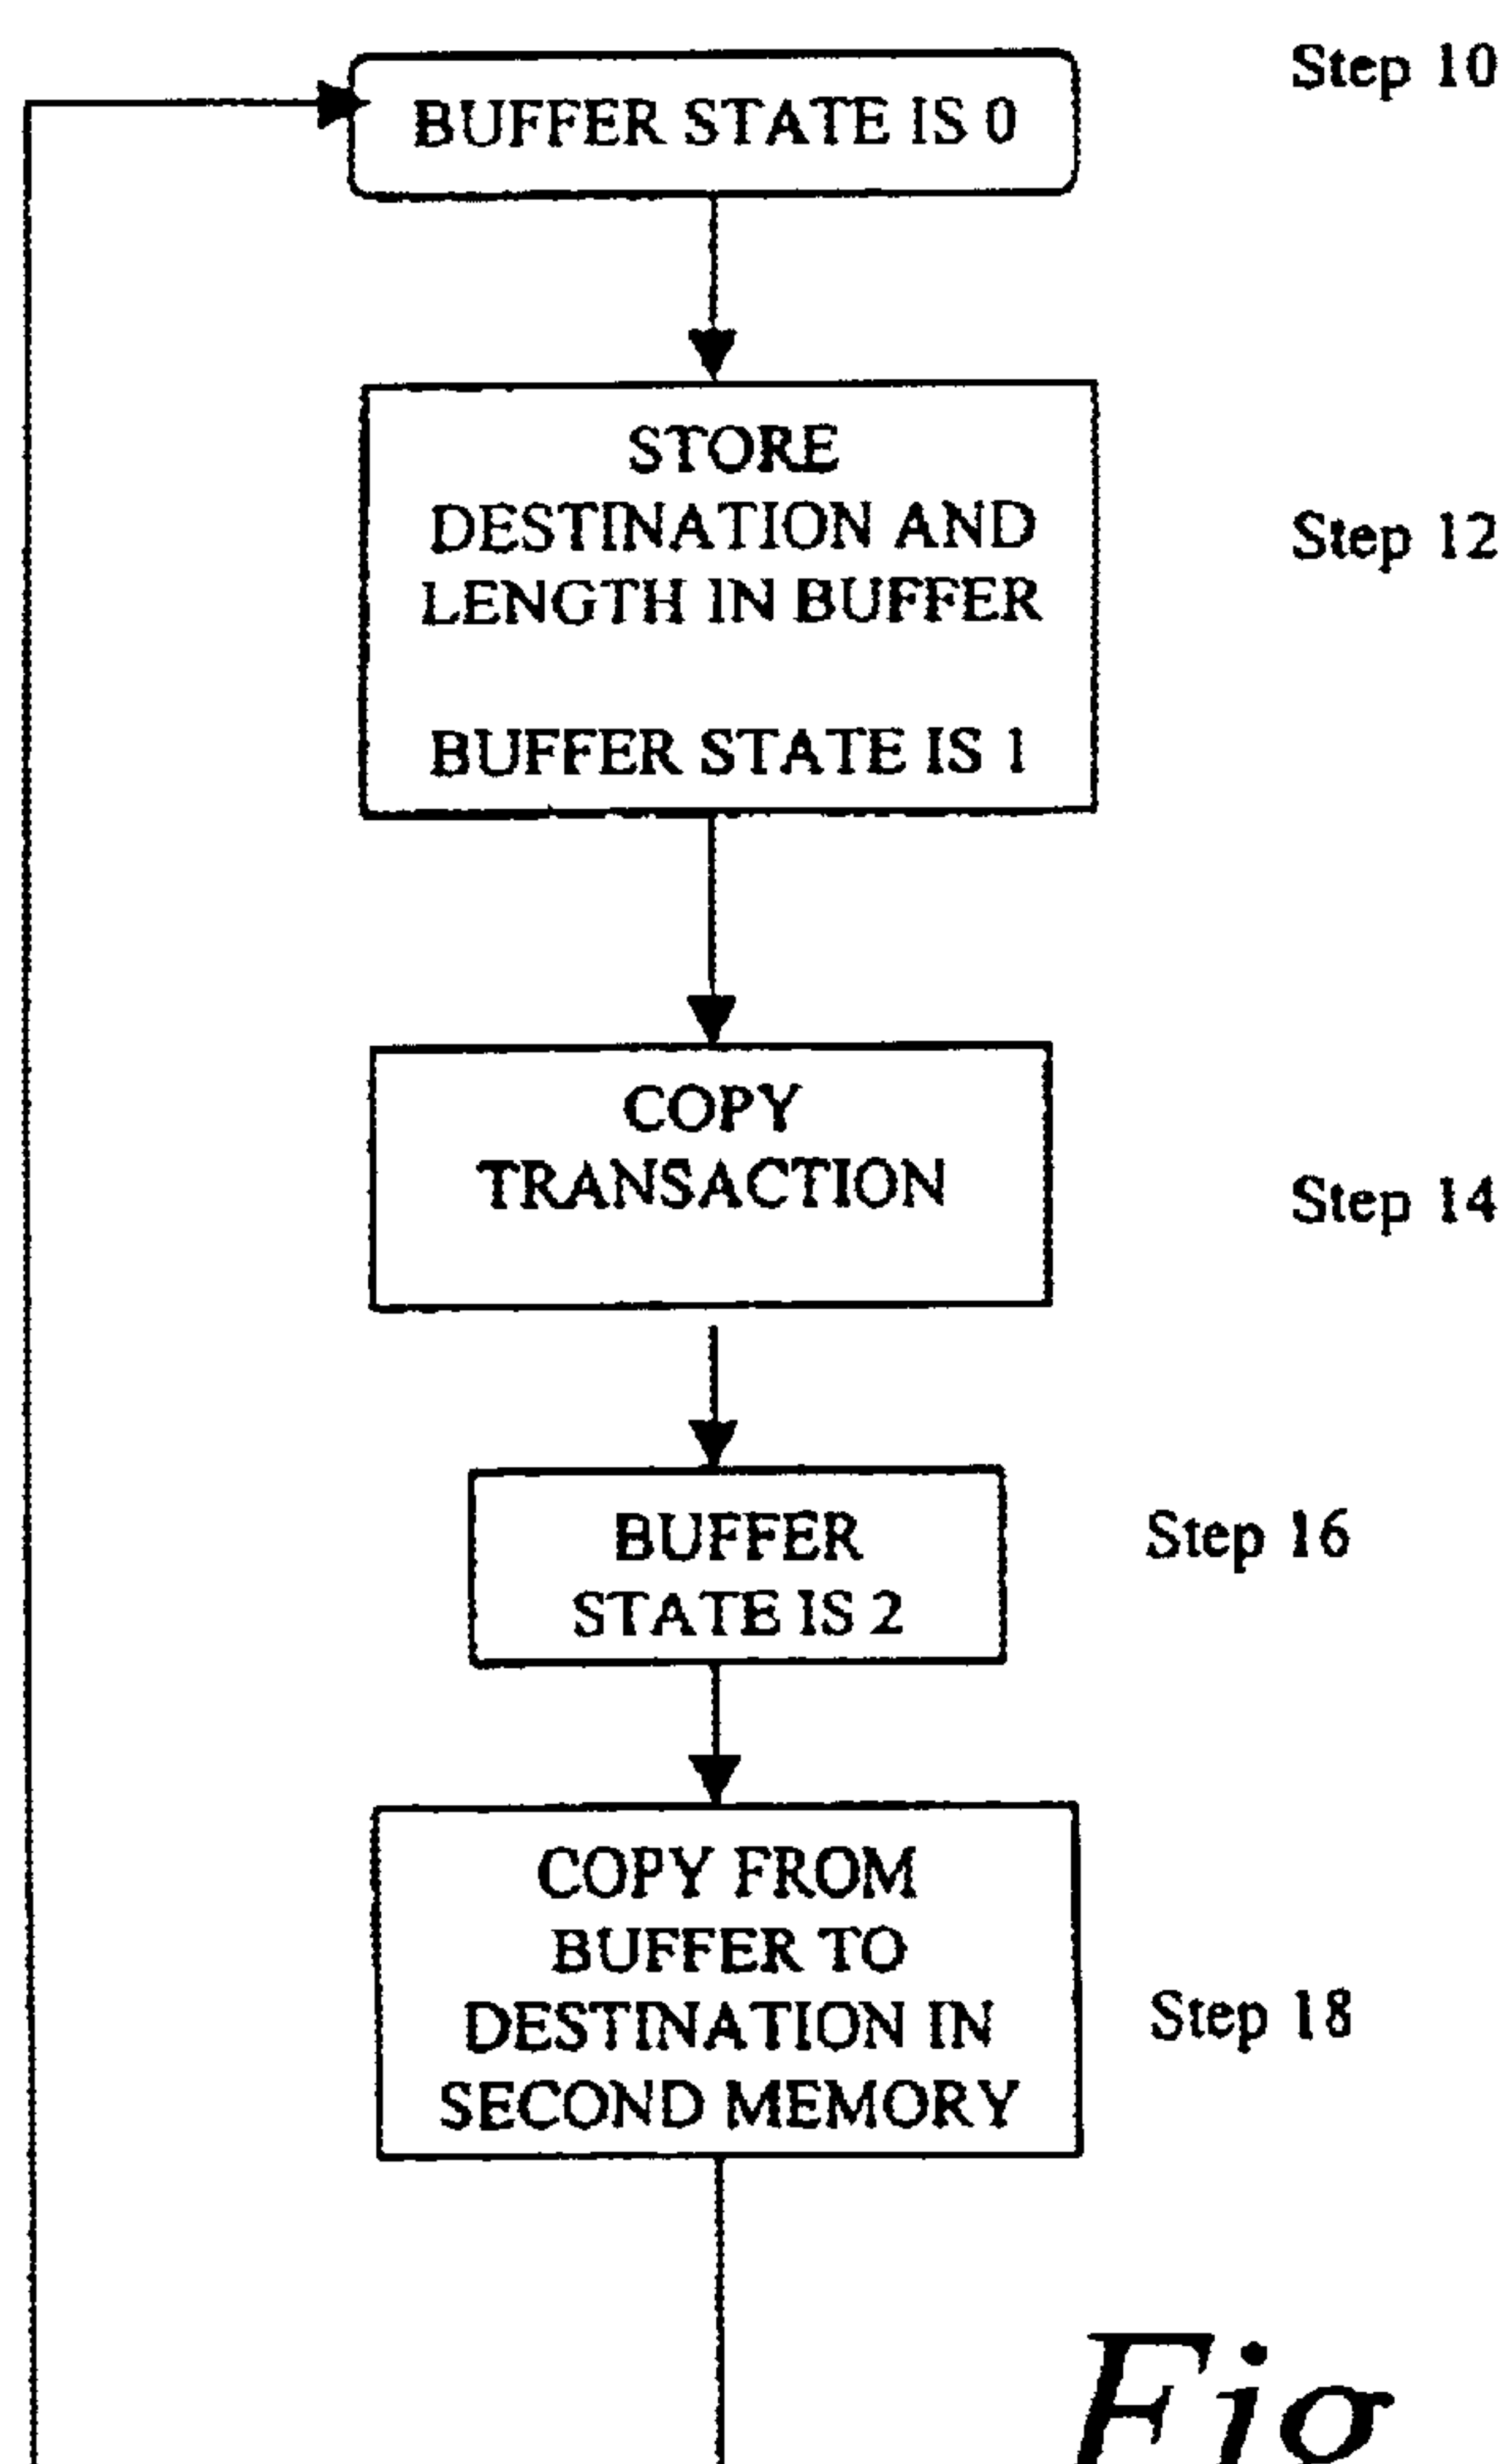 Step 10
BUFFER STATE IS 0
STORE
DESTINATION AND
LENGTH IN BUFFER
BUFFER STATE IS 1
Step 12
COPY
TRANSACTION
Step 14
BUFFER
STATE IS 2
Step 16
COPY FROM
BUFFER TO
DESTINATION IN
SECOND MEMORY
Step 18
Fig